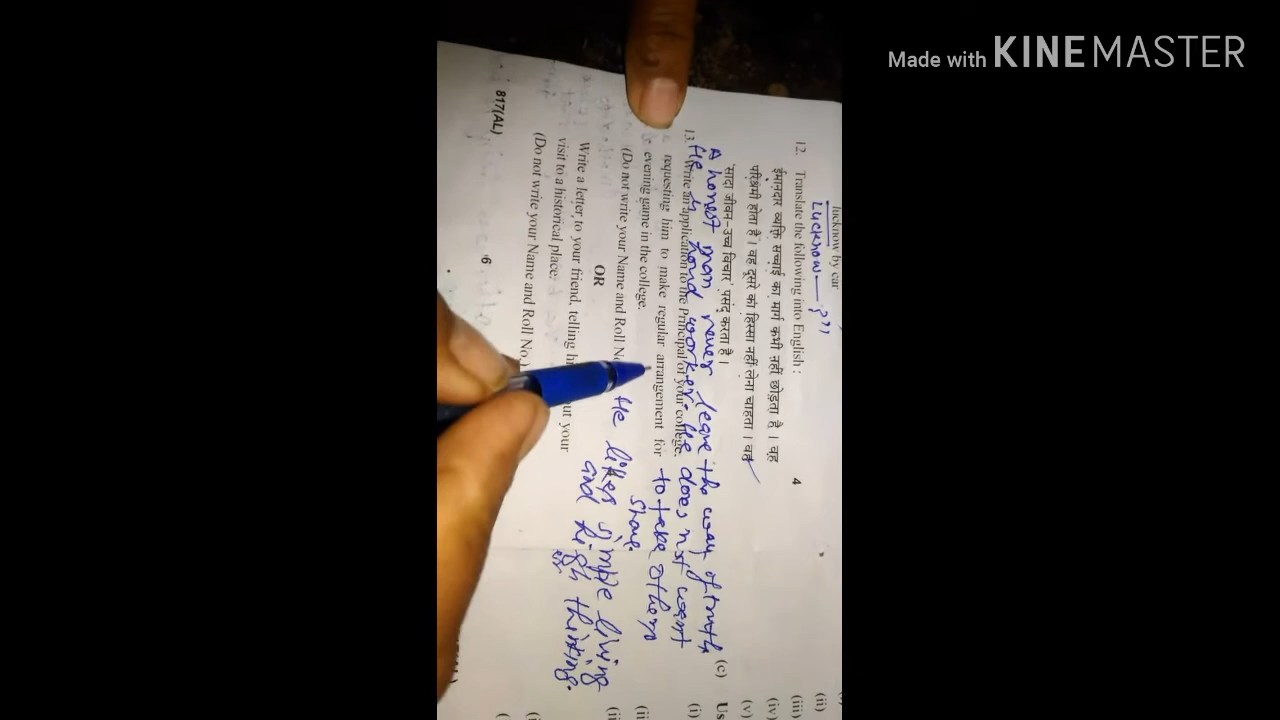 Made with KINEMASTER
lucknow by car
Lucknow ?"
12. Translate the following into English : 4
ईमानदार व्यक्ति सच्चाई का मार्ग कभी नहीं छोड़ता है । वह
परिश्रमी होता है । वह दूसरे का हिस्सा नहीं लेना चाहता । वह
सादा जीवन-उच्च विचार पसंद करता है ।
A honest man never leave the way of truth
He is hard worker. He does not want
to take others
share.
He likes simple living
and high thinking.
13. Write an application to the Principal of your college,
requesting him to make regular arrangement for
evening game in the college.
(Do not write your Name and Roll No
OR
Write a letter to your friend, telling
your
visit to a historical place. 6
(Do not write your Name and Roll No.)
817(AL)
(c) Us
(i)
(ii)
(iii)
(iv)
(v)